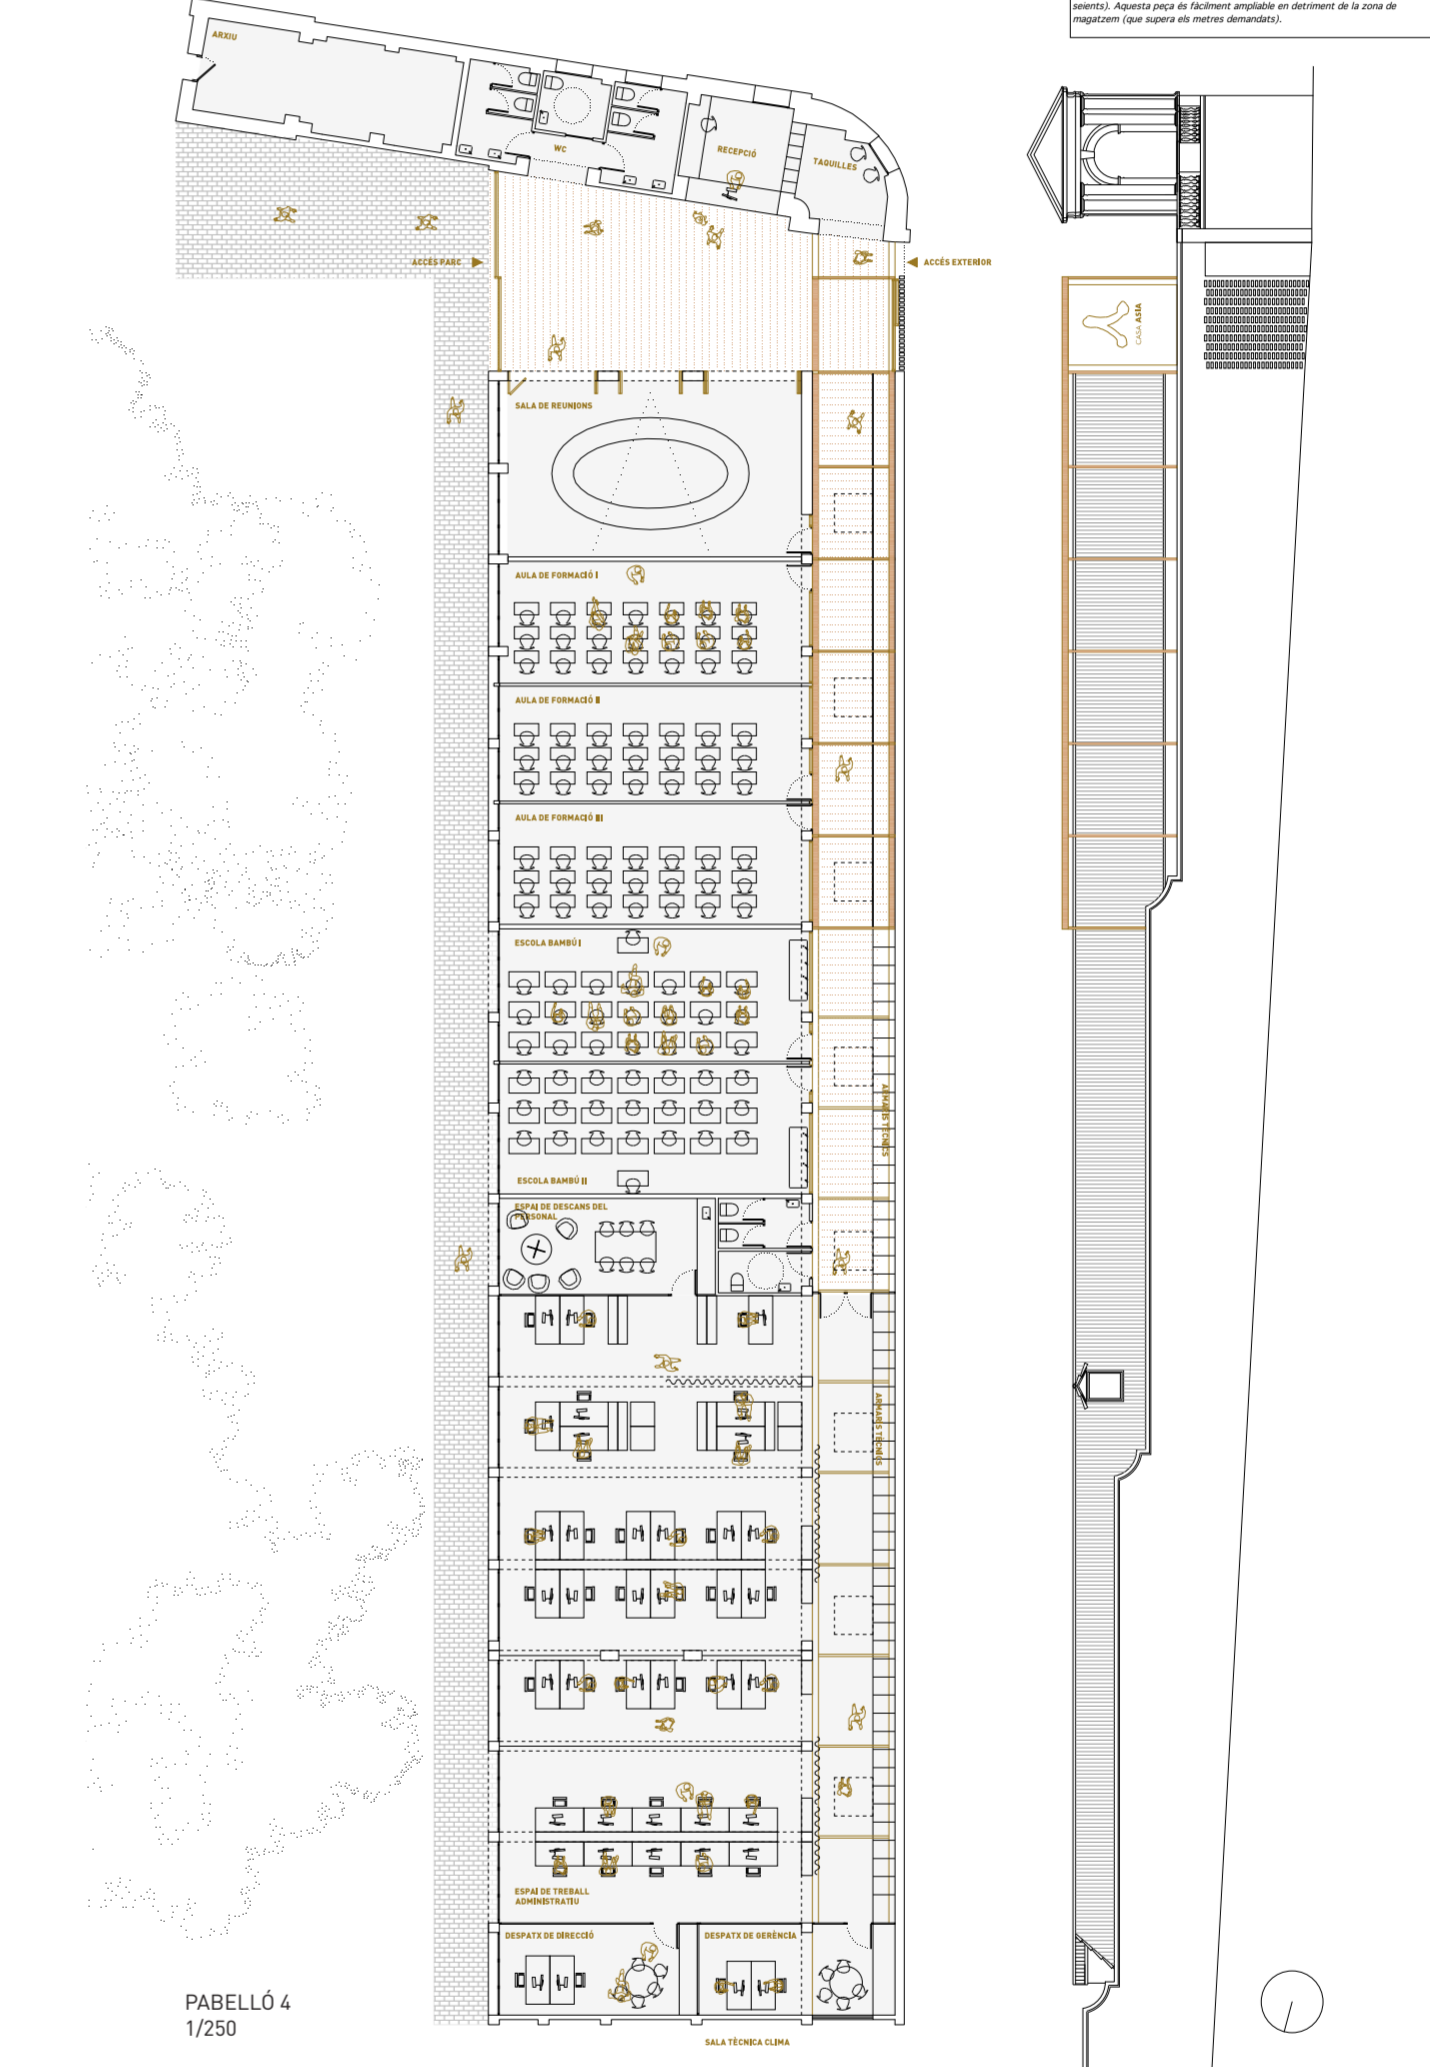 seients). Aquesta peça és fàcilment ampliable en detriment de la zona de
magatzem (que supera els metres demandats).
ARXIU
WC
RECEPCIÓ
TAQUILLES
ACCÉS PARC
ACCÉS EXTERIOR
CASA ASIA
SALA DE REUNIONS
AULA DE FORMACIÓ I
AULA DE FORMACIÓ II
AULA DE FORMACIÓ III
ESCOLA BAMBÚ I
ARMARIS TÈCNICS
ESCOLA BAMBÚ II
ESPAI DE DESCANS DEL
PERSONAL
ARMARIS TÈCNICS
ESPAI DE TREBALL
ADMINISTRATIU
DESPATX DE DIRECCIÓ
DESPATX DE GERÈNCIA
SALA TÈCNICA CLIMA
PABELLÓ 4
1/250